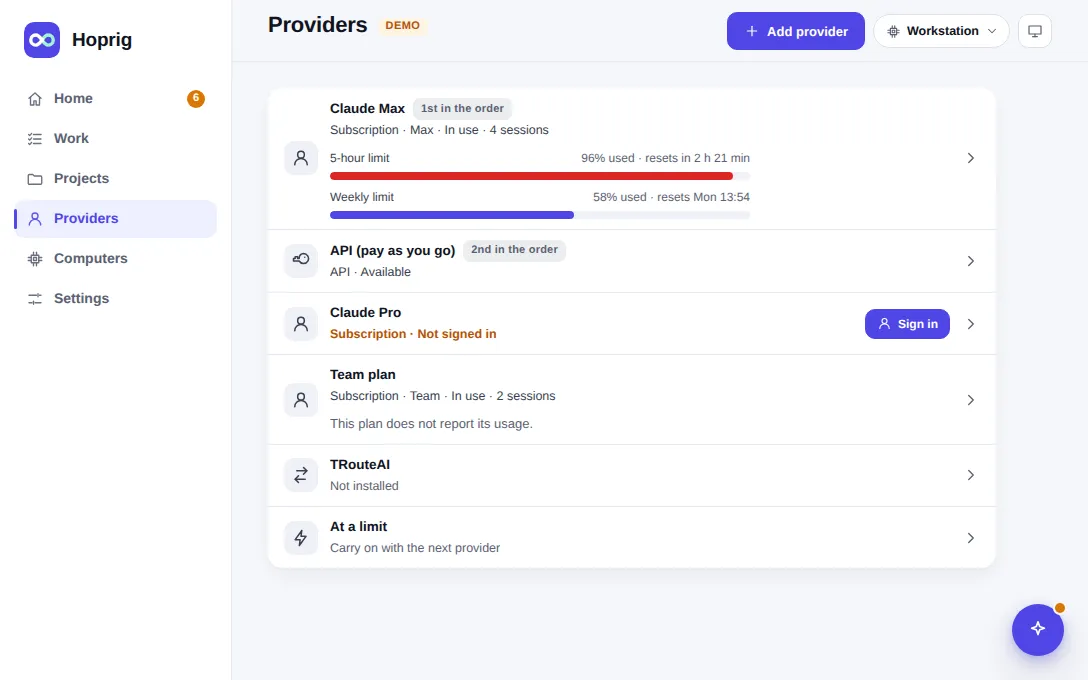 Hoprig
Home
6
Work
Projects
Providers
Computers
Settings
Providers
DEMO
Add provider
Workstation
Claude Max
1st in the order
Subscription · Max · In use · 4 sessions
5-hour limit
96% used · resets in 2 h 21 min
Weekly limit
58% used · resets Mon 13:54
API (pay as you go)
2nd in the order
API · Available
Claude Pro
Subscription · Not signed in
Sign in
Team plan
Subscription · Team · In use · 2 sessions
This plan does not report its usage.
TRouteAI
Not installed
At a limit
Carry on with the next provider